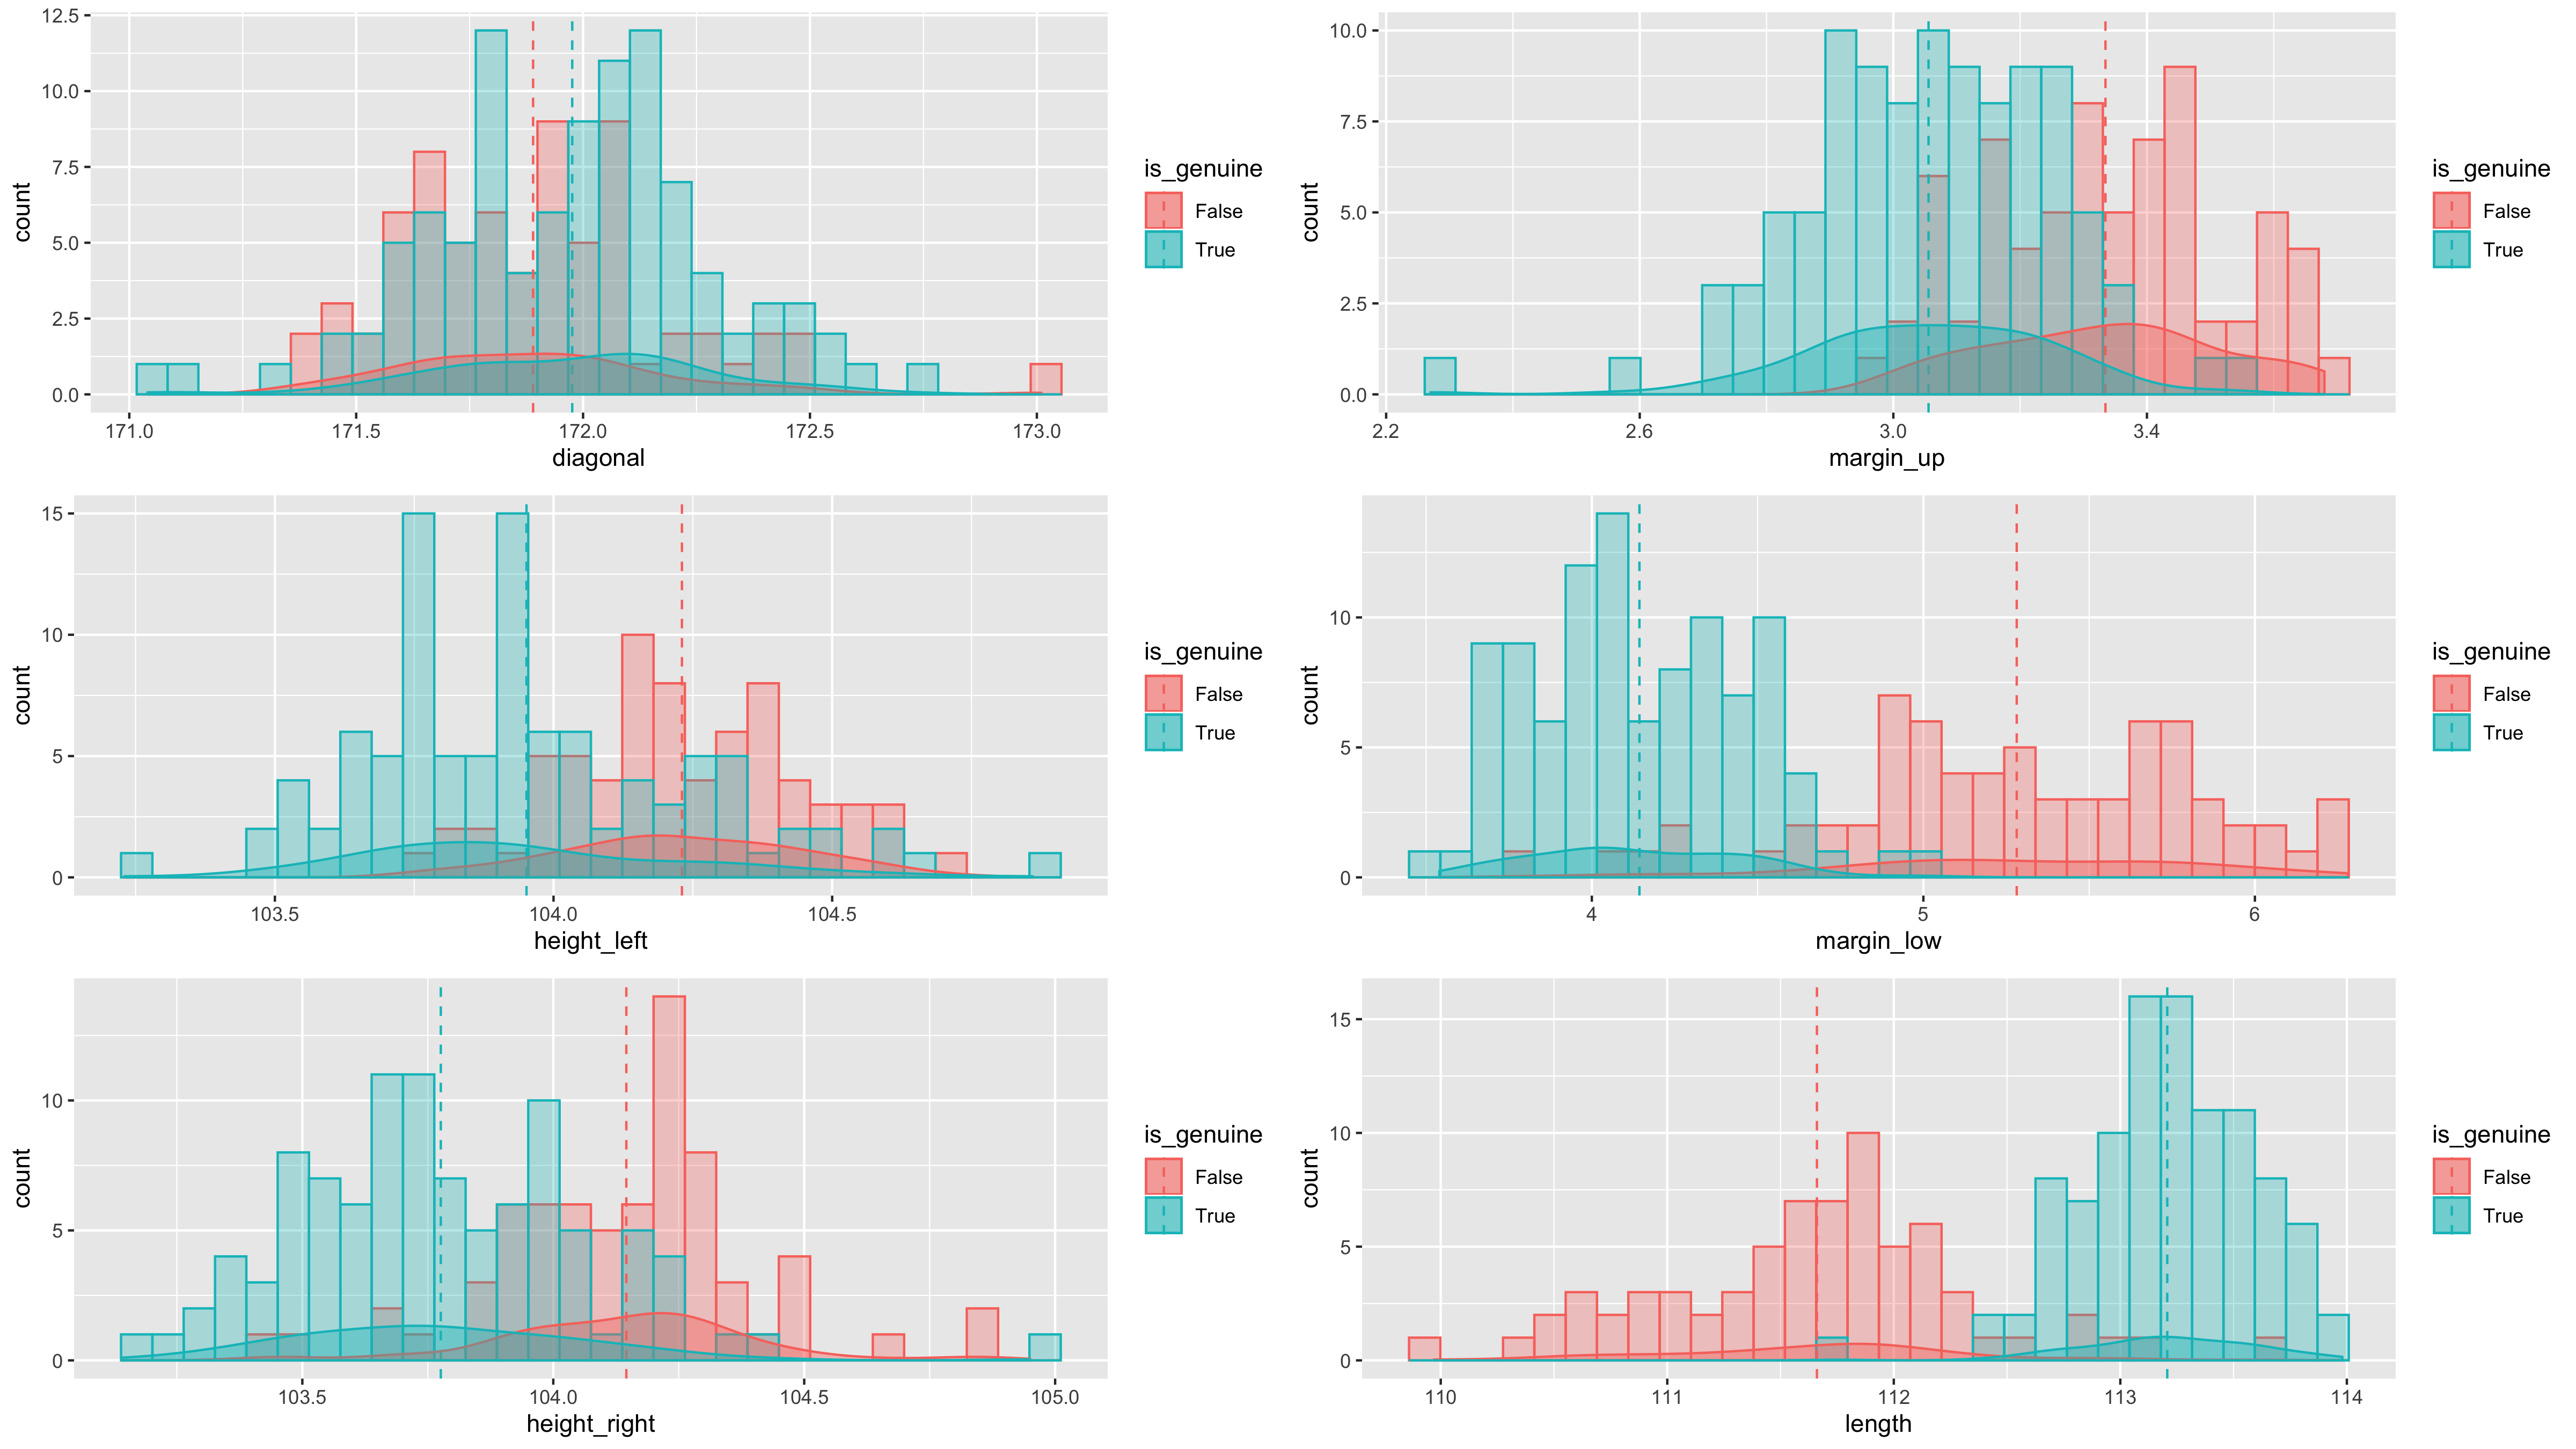 12.5
10.0
7.5
5.0
2.5
0.0
count
171.0 171.5 172.0 172.5 173.0
diagonal
is_genuine
False
True
10.0
7.5
5.0
2.5
0.0
count
2.2 2.6 3.0 3.4
margin_up
is_genuine
False
True
15
10
5
0
count
103.5 104.0 104.5
height_left
is_genuine
False
True
10
5
0
count
4 5 6
margin_low
is_genuine
False
True
10
5
0
count
103.5 104.0 104.5 105.0
height_right
is_genuine
False
True
15
10
5
0
count
110 111 112 113 114
length
is_genuine
False
True